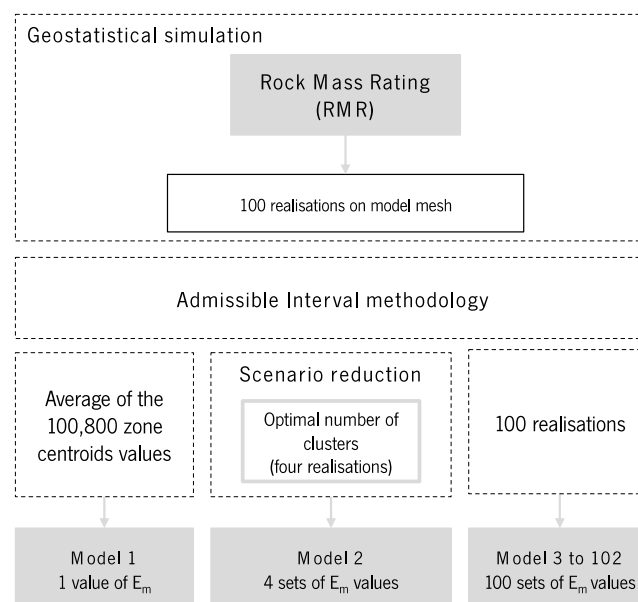 Geostatistical simulation
Rock Mass Rating
(RMR)
100 realisations on model mesh
Admissible Interval methodology
Average of the
100,800 zone
centroids values
Scenario reduction
Optimal number of
clusters
(four realisations)
100 realisations
Model 1
1 value of Em
Model 2
4 sets of Em values
Model 3 to 102
100 sets of Em values